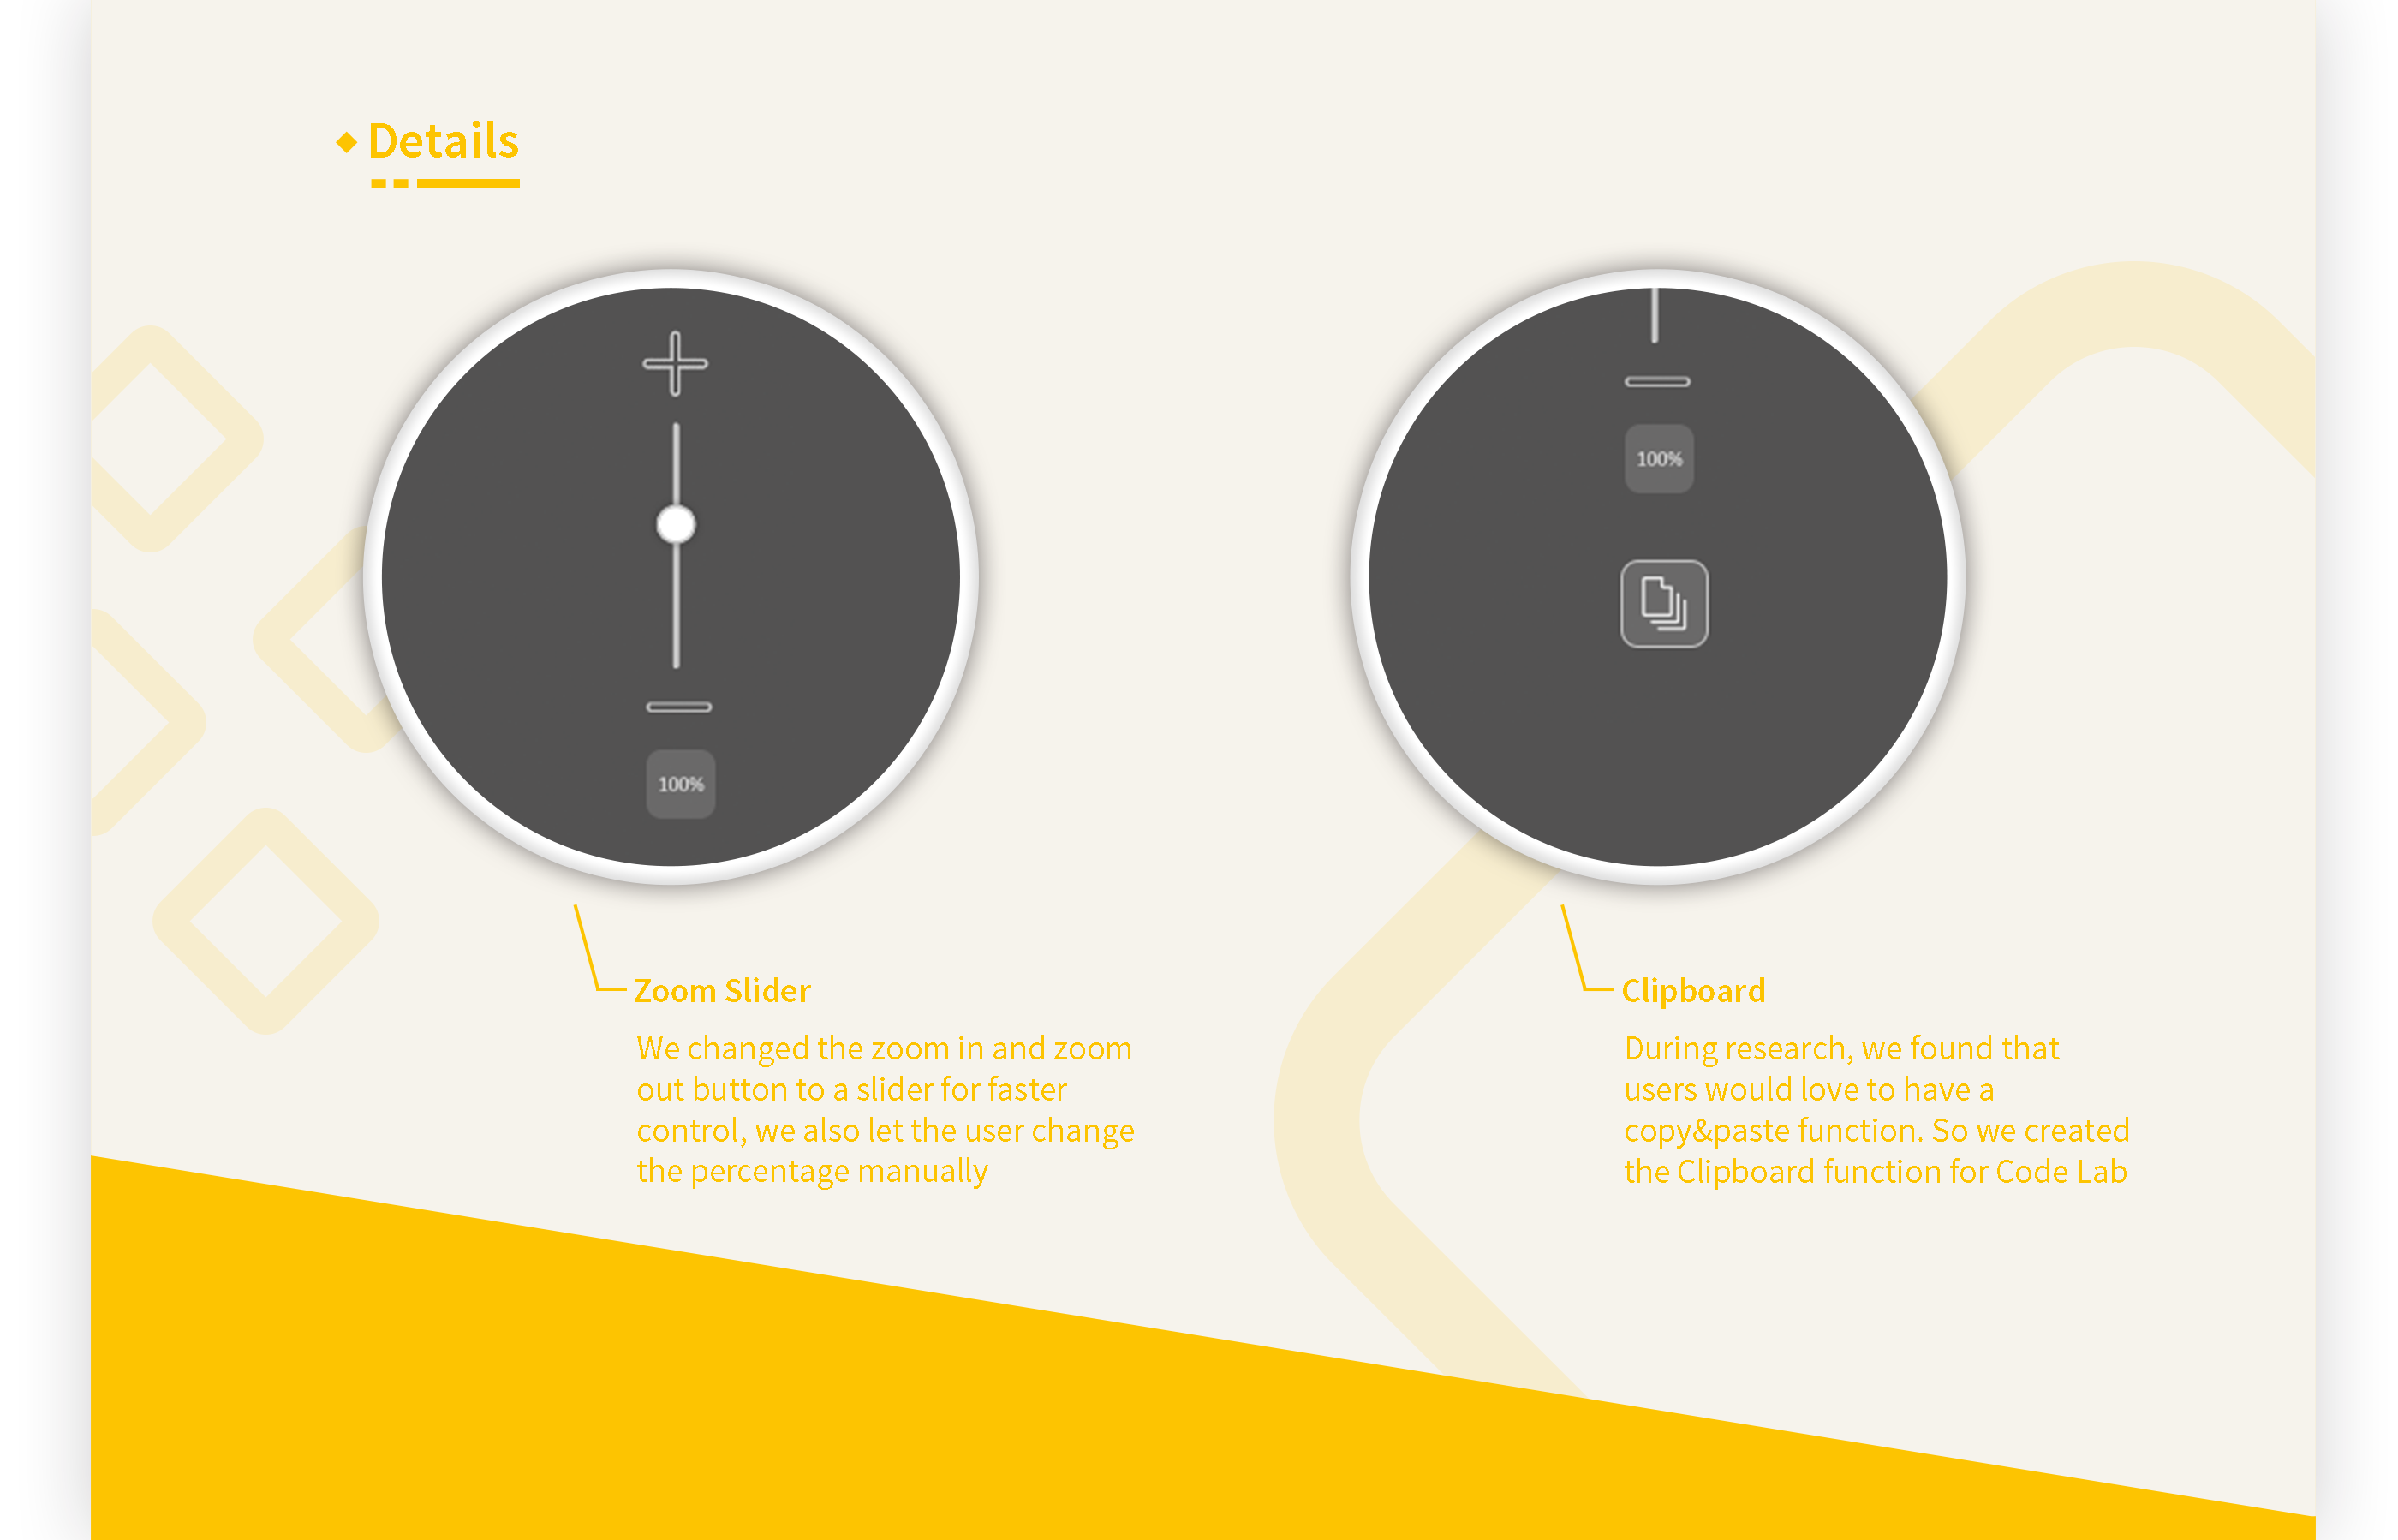 Details
100%
100%
Zoom Slider
We changed the zoom in and zoom
out button to a slider for faster
control, we also let the user change
the percentage manually
Clipboard
During research, we found that
users would love to have a
copy&paste function. So we created
the Clipboard function for Code Lab